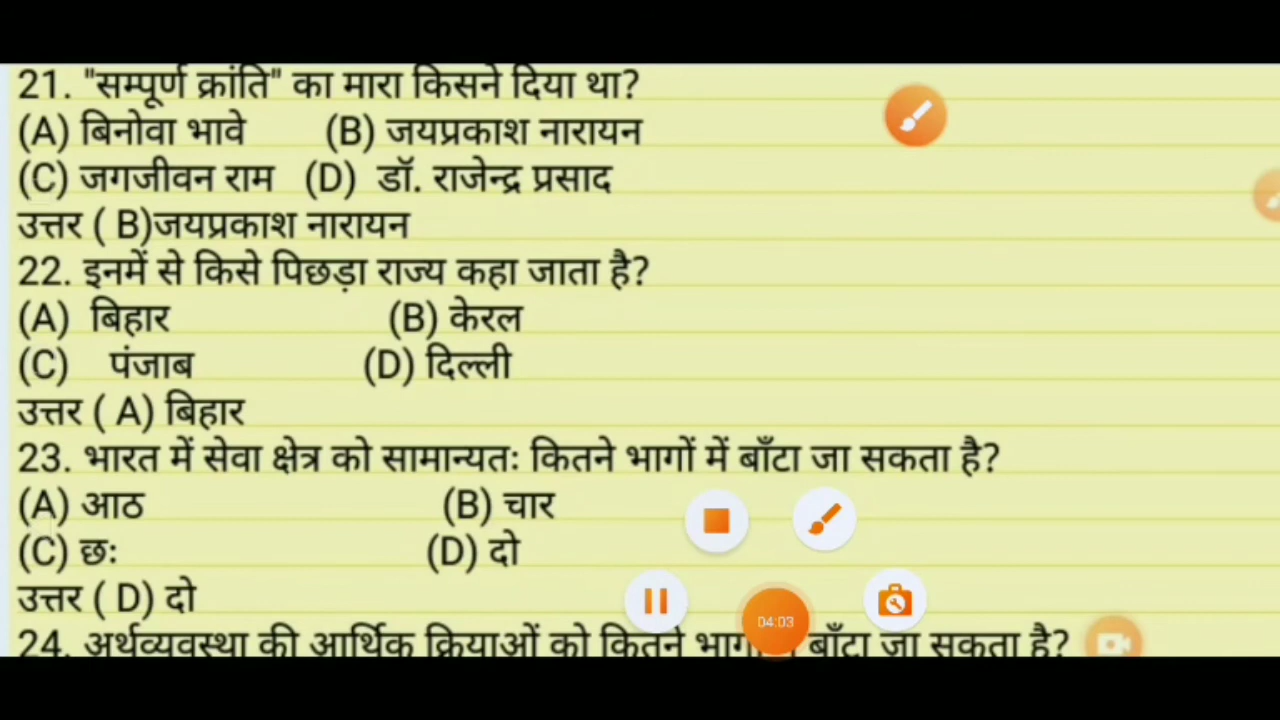 21. "सम्पूर्ण क्रांति" का मारा किसने दिया था?
(A) बिनोवा भावे (B) जयप्रकाश नारायन
(C) जगजीवन राम (D) डॉ. राजेन्द्र प्रसाद
उत्तर ( B)जयप्रकाश नारायन
22. इनमें से किसे पिछड़ा राज्य कहा जाता है?
(A) बिहार (B) केरल
(C) पंजाब (D) दिल्ली
उत्तर ( A) बिहार
23. भारत में सेवा क्षेत्र को सामान्यतः कितने भागों में बाँटा जा सकता है?
(A) आठ (B) चार
(C) छः (D) दो
उत्तर ( D) दो
04:03
24. अर्थव्यवस्था की आर्थिक क्रियाओं को कितने बाँटा जा सकता है?